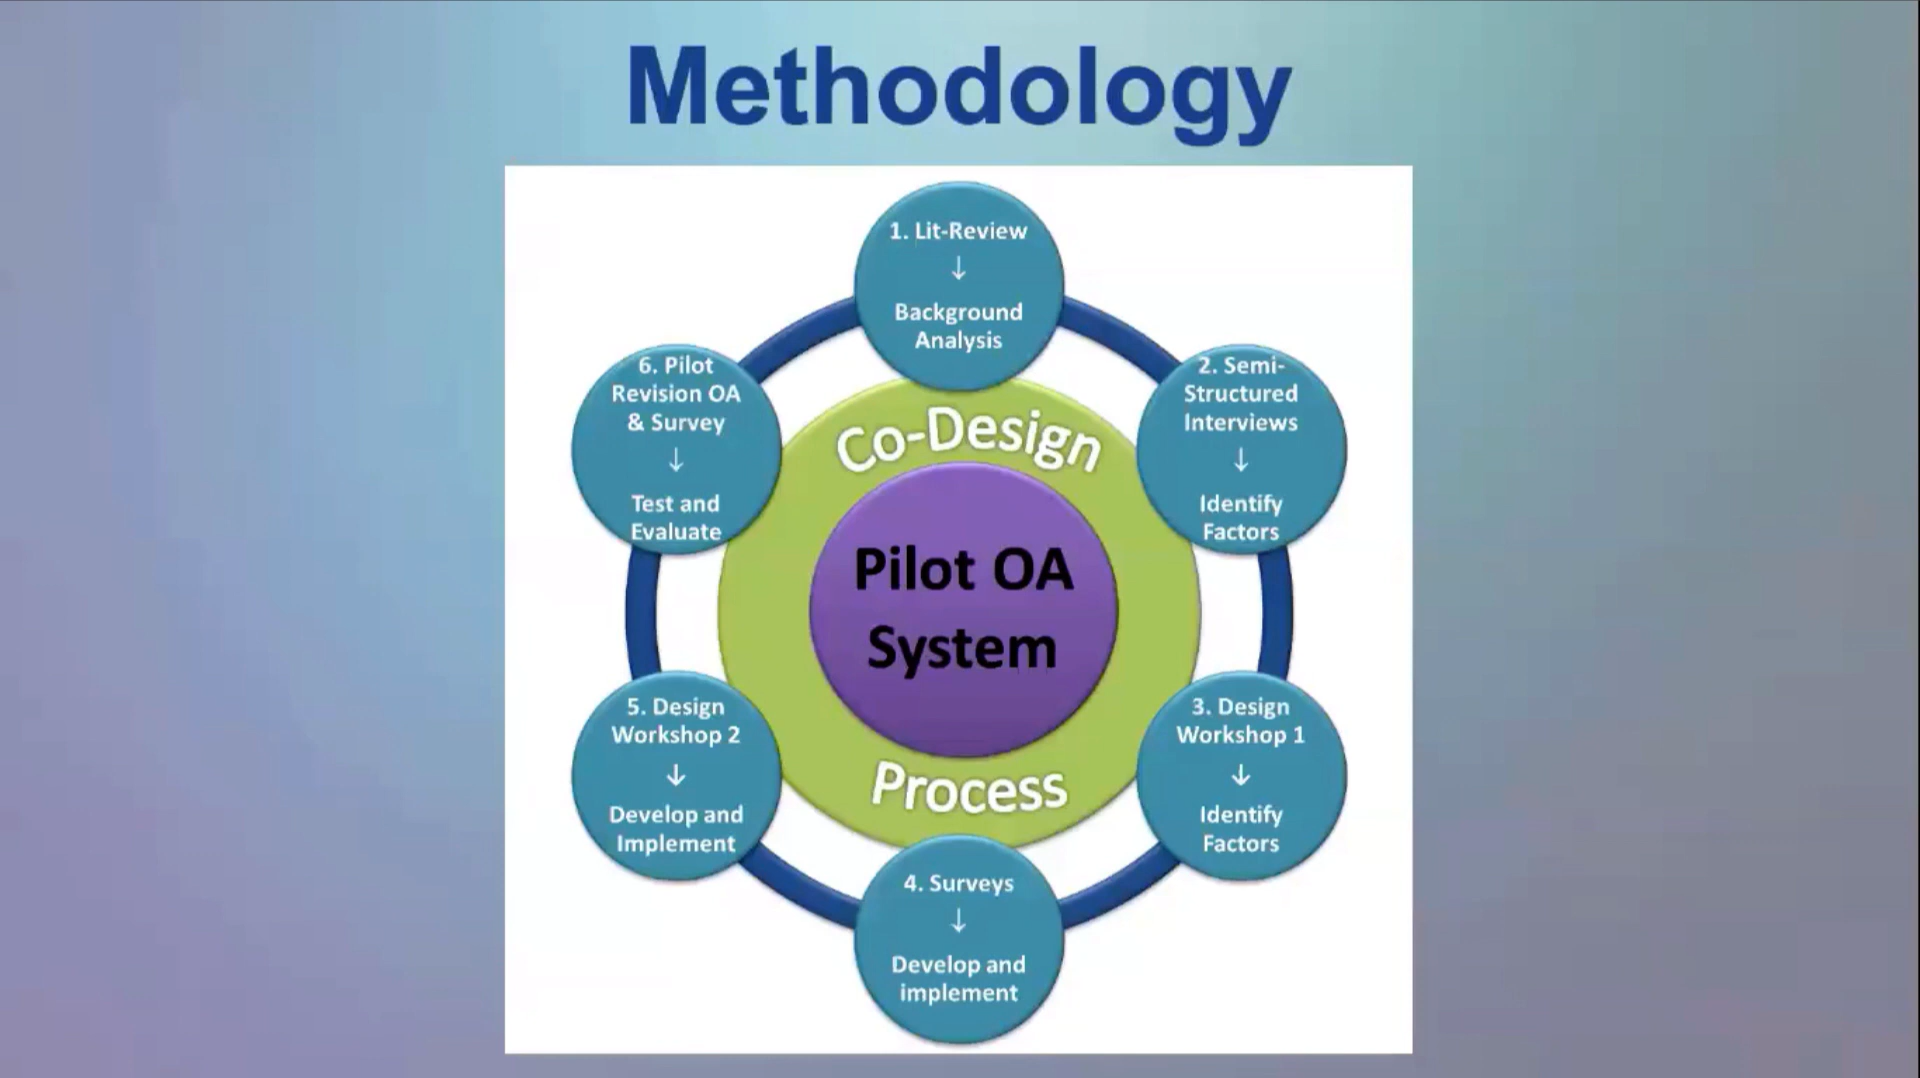 Methodology
1. Lit-Review
↓
Background
Analysis
2. Semi-
Structured
Interviews
↓
Identify
Factors
3. Design
Workshop 1
↓
Identify
Factors
4. Surveys
↓
Develop and
implement
5. Design
Workshop 2
↓
Develop and
Implement
6. Pilot
Revision OA
& Survey
↓
Test and
Evaluate
Co-Design
Process
Pilot OA
System